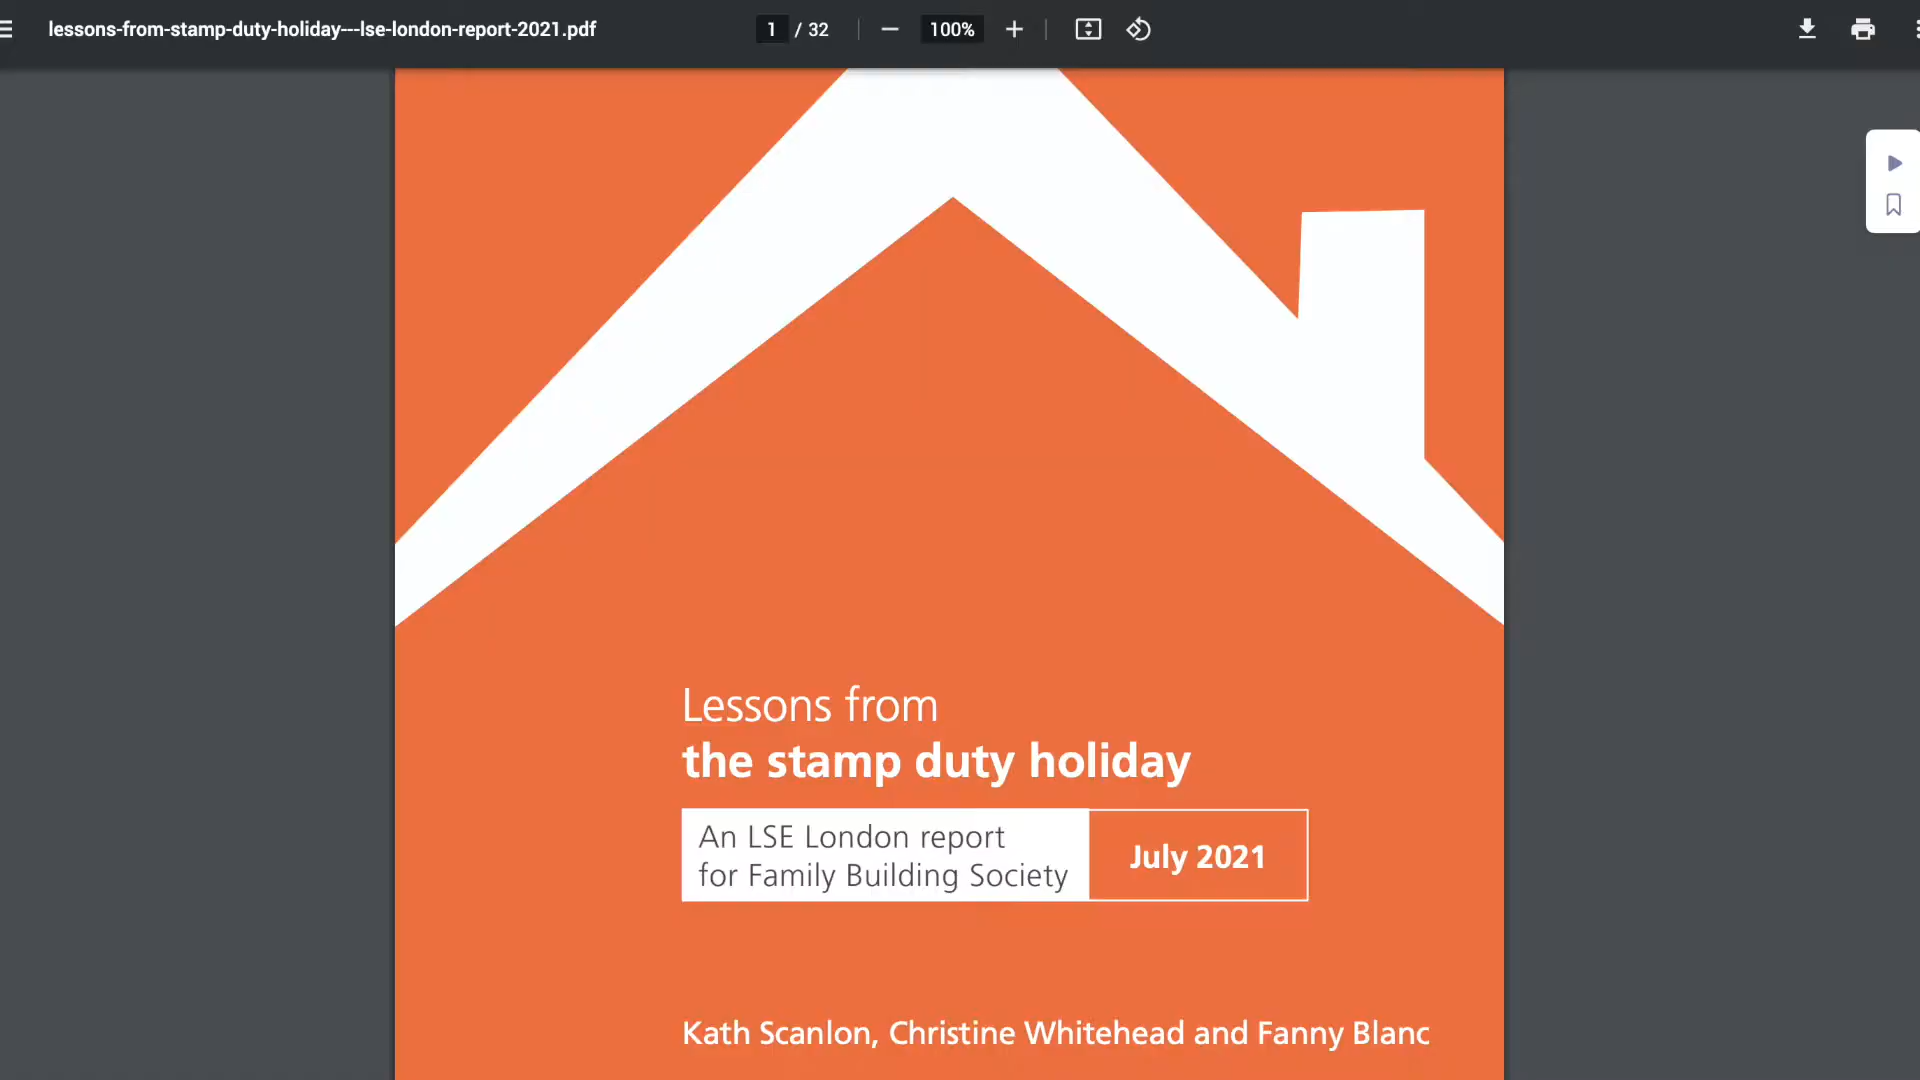 lessons-from-stamp-duty-holiday---lse-london-report-2021.pdf
1 / 32
100%
Lessons from
the stamp duty holiday
An LSE London report
for Family Building Society
July 2021
Kath Scanlon, Christine Whitehead and Fanny Blanc